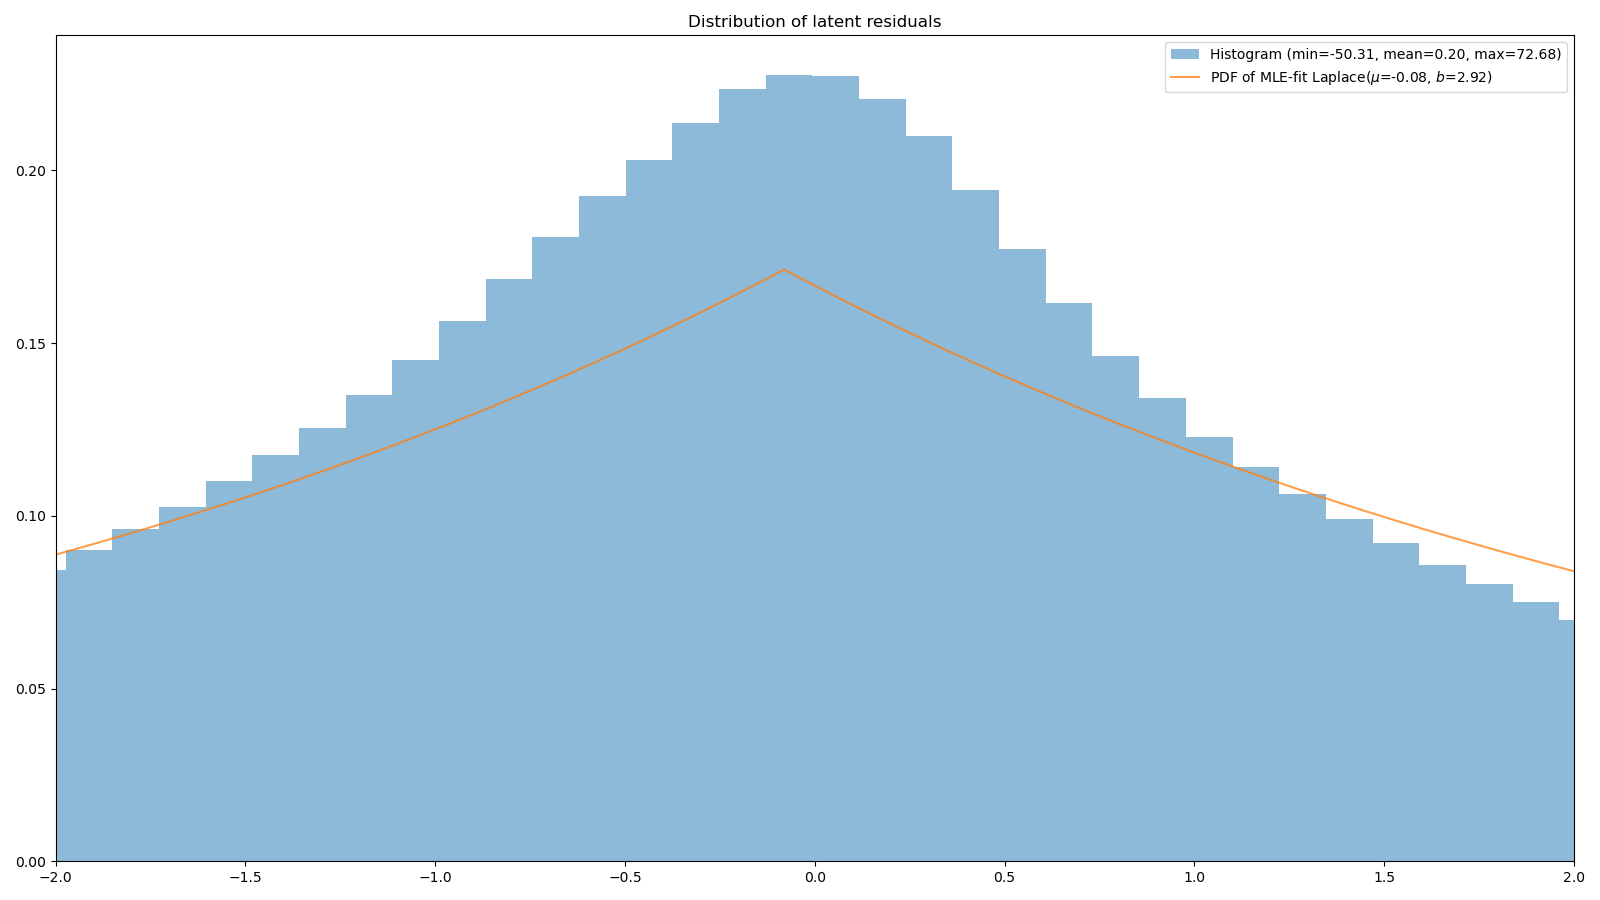 Distribution of latent residuals
Histogram (min=-50.31, mean=0.20, max=72.68)
PDF of MLE-fit Laplace(μ=-0.08, b=2.92)
0.20
0.15
0.10
0.05
0.00
−2.0 −1.5 −1.0 −0.5 0.0 0.5 1.0 1.5 2.0